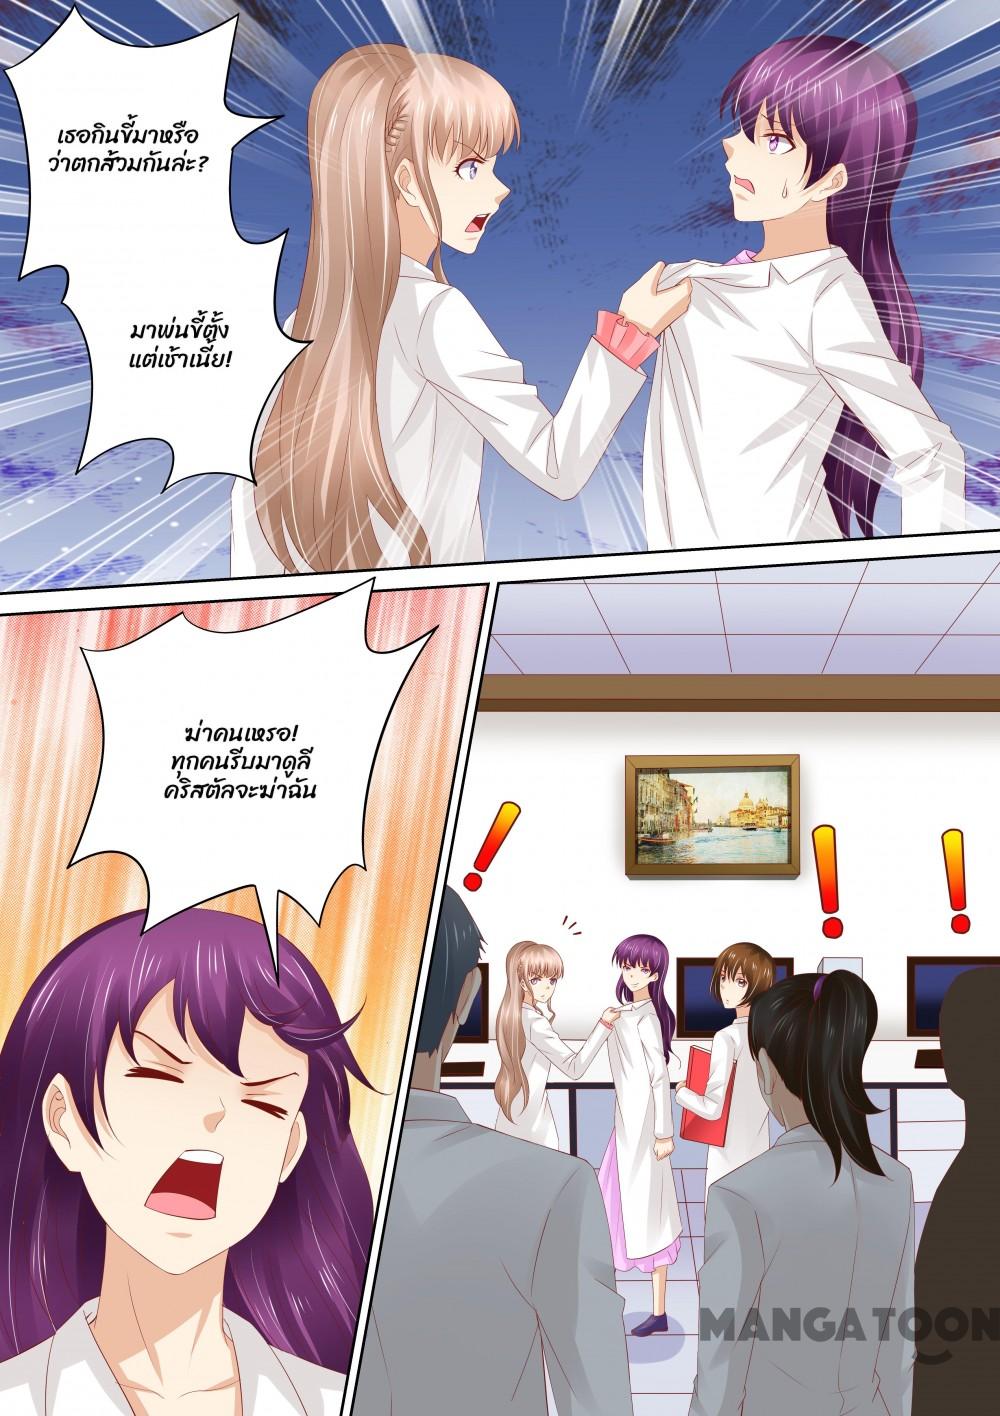 เธอกินขี้มาหรือ
ว่าตกส้วมกันล่ะ?
มาพ่นขี้ตั้ง
แต่เช้าเนี้ย!
ฆ่าคนเหรอ!
ทุกคนรีบมาดูลี
คริสตัลจะฆ่าฉัน
MANGATOON